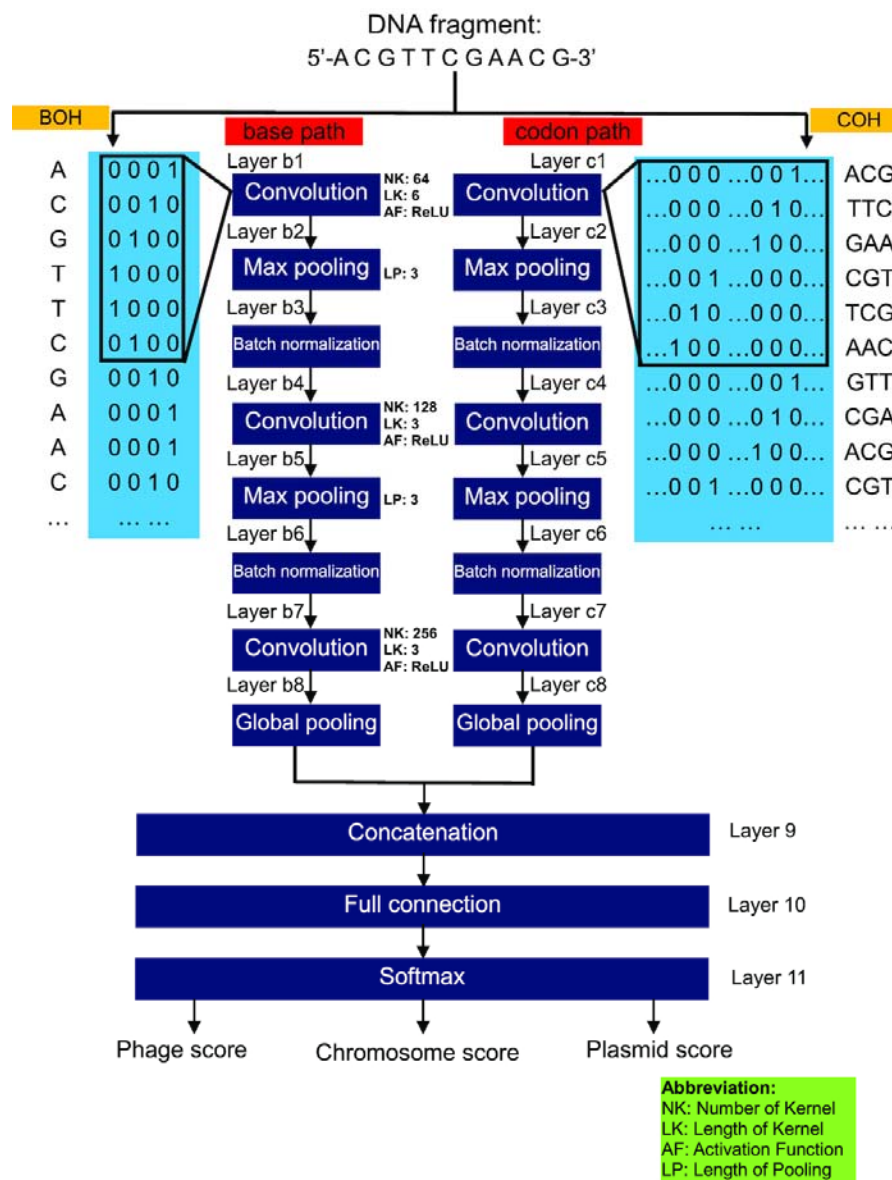 DNA fragment:
5'-A C G T T C G A A C G-3'
BOH
base path
codon path
COH
A 0 0 0 1
C 0 0 1 0
G 0 1 0 0
T 1 0 0 0
T 1 0 0 0
C 0 1 0 0
G 0 0 1 0
A 0 0 0 1
A 0 0 0 1
C 0 0 1 0
... ... ...
Layer b1
Convolution
NK: 64
LK: 6
AF: ReLU
Layer b2
Max pooling
LP: 3
Layer b3
Batch normalization
Layer b4
Convolution
NK: 128
LK: 3
AF: ReLU
Layer b5
Max pooling
LP: 3
Layer b6
Batch normalization
Layer b7
Convolution
NK: 256
LK: 3
AF: ReLU
Layer b8
Global pooling
Layer c1
Convolution
Layer c2
Max pooling
Layer c3
Batch normalization
Layer c4
Convolution
Layer c5
Max pooling
Layer c6
Batch normalization
Layer c7
Convolution
Layer c8
Global pooling
...0 0 0 ...0 0 1... ACG
...0 0 0 ...0 1 0... TTC
...0 0 0 ...1 0 0... GAA
...0 0 1 ...0 0 0... CGT
...0 1 0 ...0 0 0... TCG
...1 0 0 ...0 0 0... AAC
...0 0 0 ...0 0 1... GTT
...0 0 0 ...0 1 0... CGA
...0 0 0 ...1 0 0... ACG
...0 0 1 ...0 0 0... CGT
... ... ... ...
Concatenation
Layer 9
Full connection
Layer 10
Softmax
Layer 11
Phage score
Chromosome score
Plasmid score
Abbreviation:
NK: Number of Kernel
LK: Length of Kernel
AF: Activation Function
LP: Length of Pooling